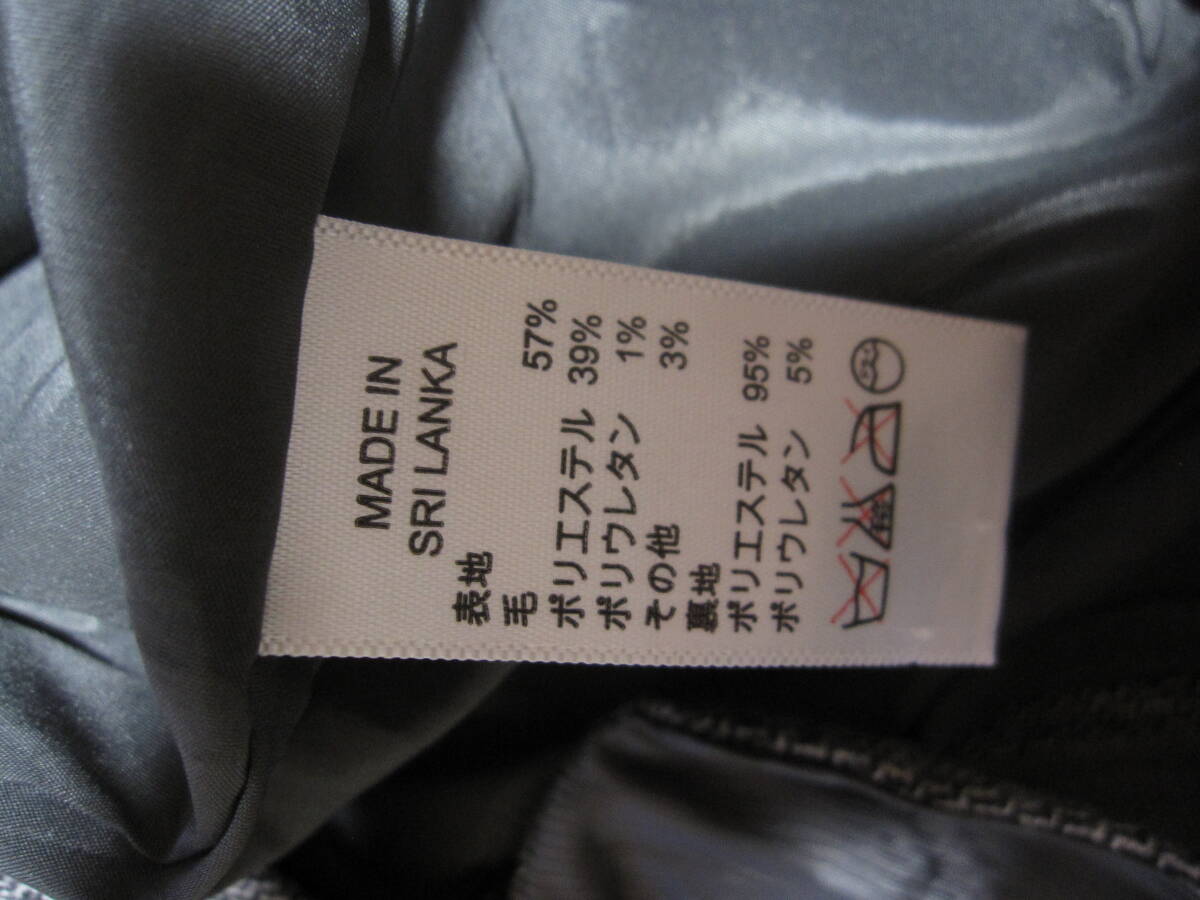 MADE IN
SRI LANKA
表地
毛 57%
ポリエステル 39%
ポリウレタン 1%
その他 3%
裏地
ポリエステル 95%
ポリウレタン 5%